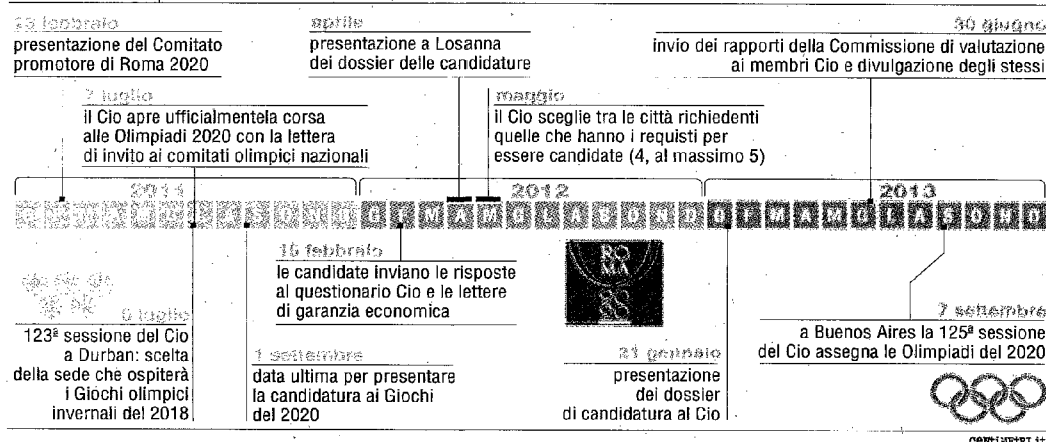 febbraio
presentazione del Comitato
promotore di Roma 2020
aprile
presentazione a Losanna
dei dossier delle candidature
30 giugno
invio dei rapporti della Commissione di valutazione
ai membri Cio e divulgazione degli stessi
7 luglio
il Cio apre ufficialmentela corsa
alle Olimpiadi 2020 con la lettera
di invito ai comitati olimpici nazionali
maggio
il Cio sceglie tra le città richiedenti
quelle che hanno i requisti per
essere candidate (4, al massimo 5)
2011 2012 2013
G F M A M G L A S O N D G F M A M G L A S O N D G F M A M G L A S O N D
6 luglio
123ª sessione del Cio
a Durban: scelta
della sede che ospiterà
i Giochi olimpici
invernali del 2018
1 settembre
data ultima per presentare
la candidatura ai Giochi
del 2020
15 febbraio
le candidate inviano le risposte
al questionario Cio e le lettere
di garanzia economica
RO
MA
21 gennaio
presentazione
dei dossier
di candidatura al Cio
7 settembre
a Buenos Aires la 125ª sessione
del Cio assegna le Olimpiadi del 2020
CENTIMETRI.it